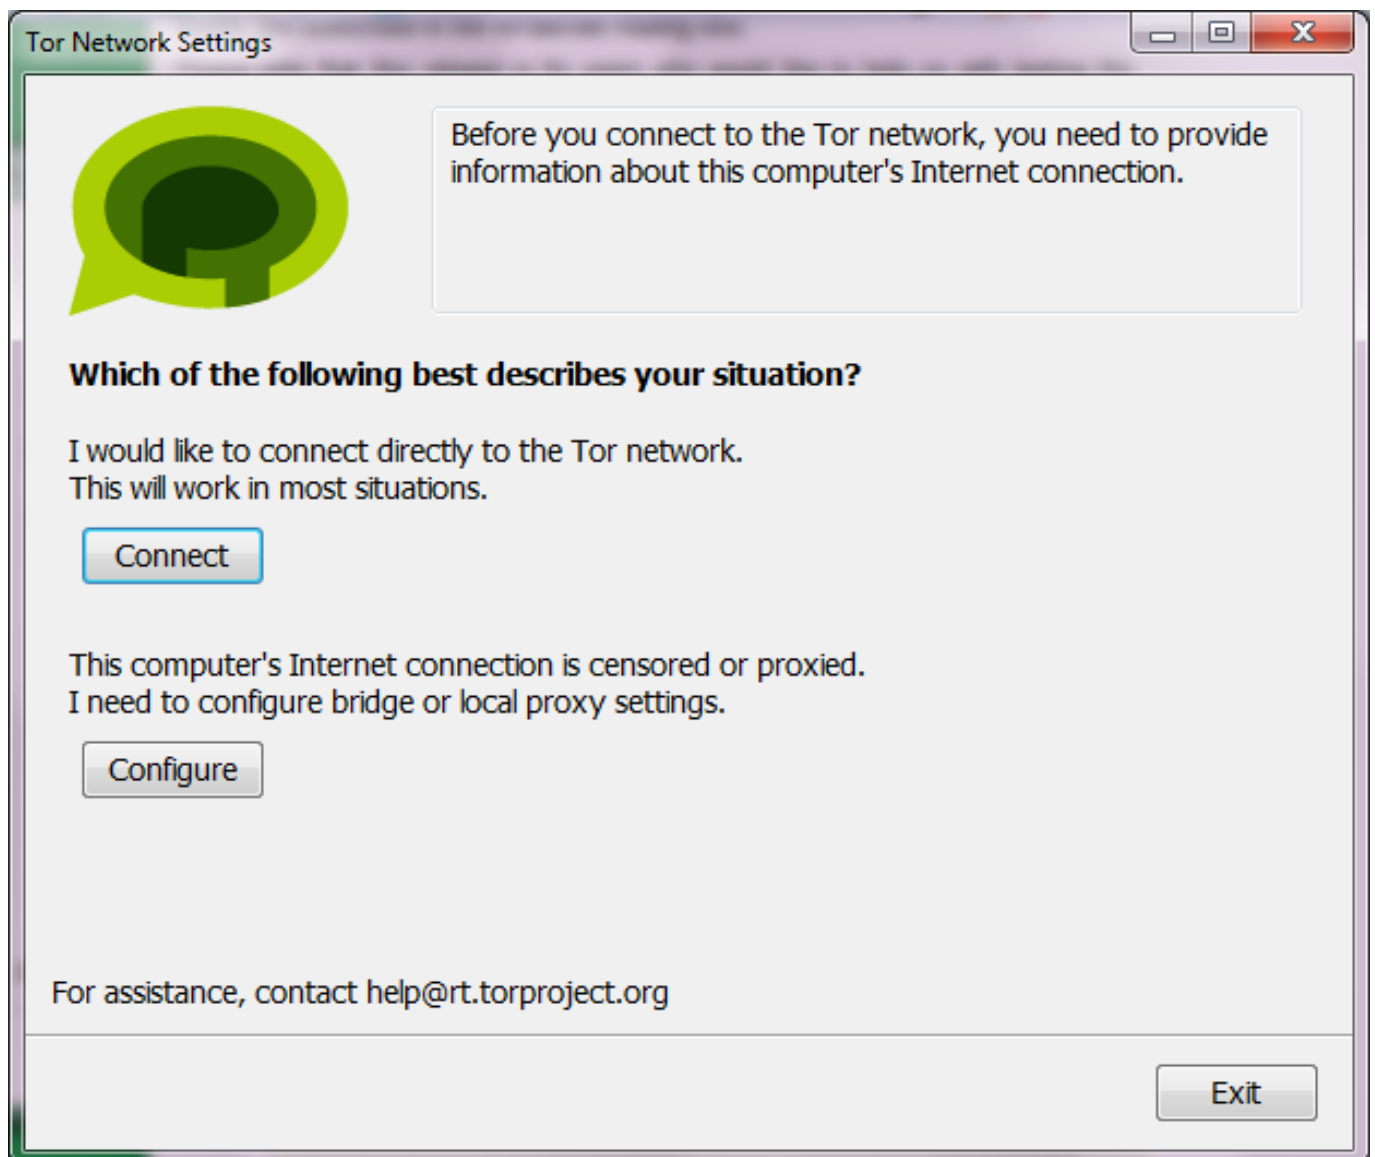 Tor Network Settings
Before you connect to the Tor network, you need to provide
information about this computer's Internet connection.
Which of the following best describes your situation?
I would like to connect directly to the Tor network.
This will work in most situations.
Connect
This computer's Internet connection is censored or proxied.
I need to configure bridge or local proxy settings.
Configure
For assistance, contact help@rt.torproject.org
Exit